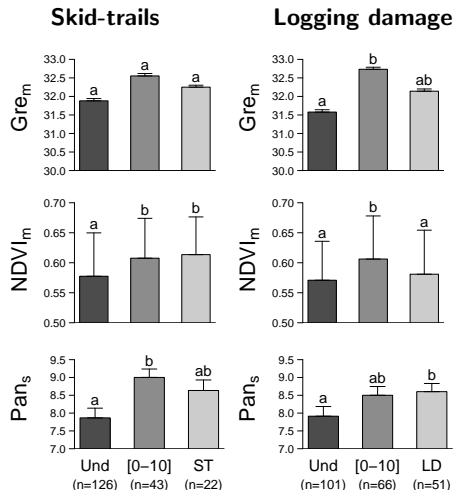 Skid-trails
Logging damage
Gre_m
33.0
32.5
32.0
31.5
31.0
30.5
30.0
a
a
a
Gre_m
33.0
32.5
32.0
31.5
31.0
30.5
30.0
a
b
ab
NDVI_m
0.70
0.65
0.60
0.55
0.50
a
b
b
NDVI_m
0.70
0.65
0.60
0.55
0.50
a
b
a
Pan_s
9.5
9.0
8.5
8.0
7.5
7.0
a
b
ab
Pan_s
9.5
9.0
8.5
8.0
7.5
7.0
a
ab
b
Und [0−10] ST
(n=126) (n=43) (n=22)
Und [0−10] LD
(n=101) (n=66) (n=51)